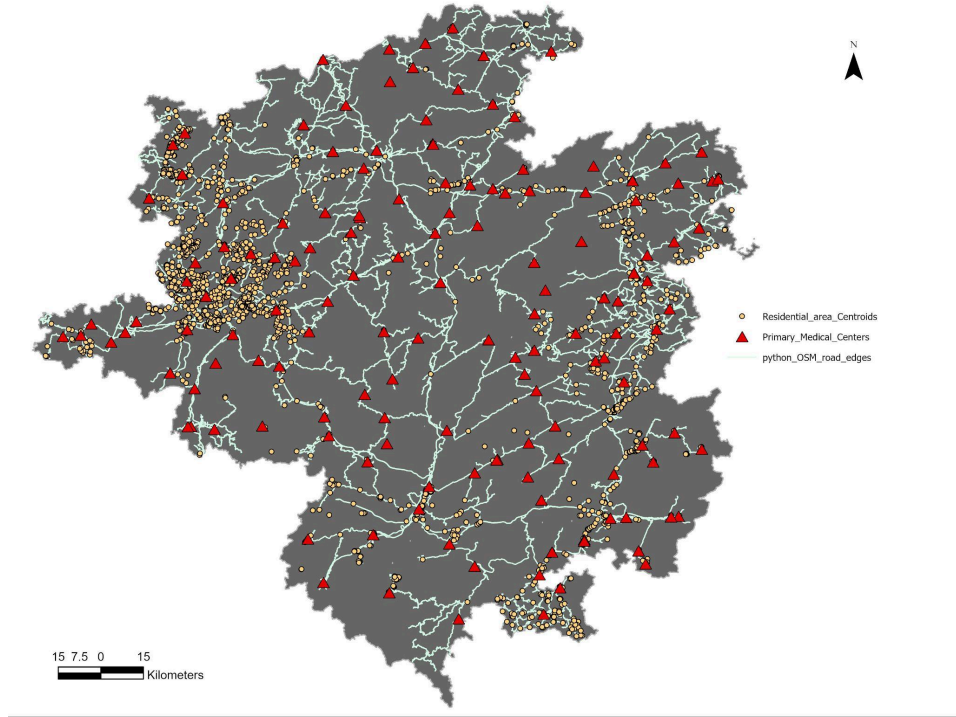 N
Residential_area_Centroids
Primary_Medical_Centers
python_OSM_road_edges
15 7.5 0 15
Kilometers